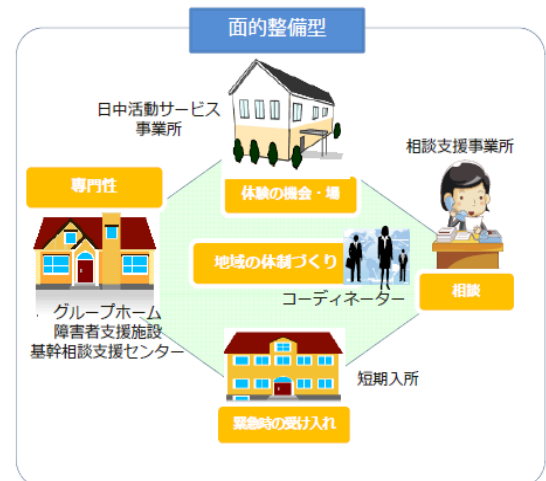 面的整備型
日中活動サービス
事業所
相談支援事業所
専門性
体験の機会・場
地域の体制づくり
コーディネーター
相談
グループホーム
障害者支援施設
基幹相談支援センター
短期入所
緊急時の受け入れ